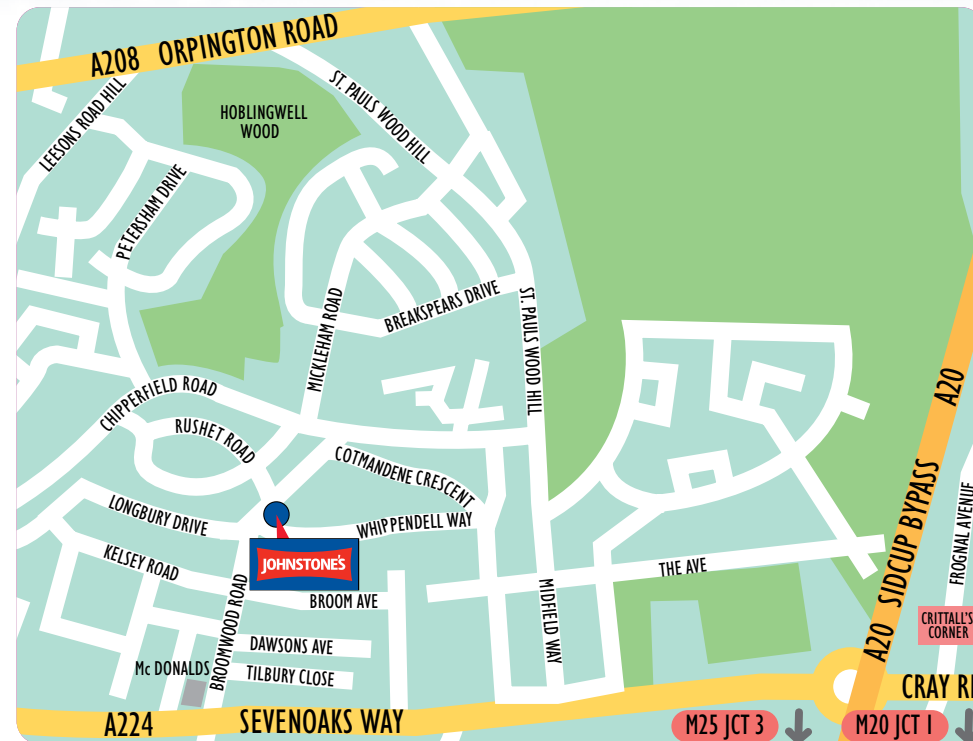 A208 ORPINGTON ROAD
LEESONS ROAD HILL
HOBLINGWELL
WOOD
ST. PAULS WOOD HILL
PETERSHAM DRIVE
MICKLEHAM ROAD
BREAKSPEARS DRIVE
ST. PAULS WOOD HILL
CHIPPERFIELD ROAD
RUSHET ROAD
COTMANDENE CRESCENT
LONGBURY DRIVE
WHIPPENDELL WAY
KELSEY ROAD
JOHNSTONE'S
BROOM AVE
BROOMWOOD ROAD
DAWSONS AVE
Mc DONALDS
TILBURY CLOSE
MIDFIELD WAY
THE AVE
A20
A20 SIDCUP BYPASS
FROGNAL AVENUE
CRITTALL'S
CORNER
CRAY
A224 SEVENOAKS WAY
M25 JCT 3
M20 JCT 1